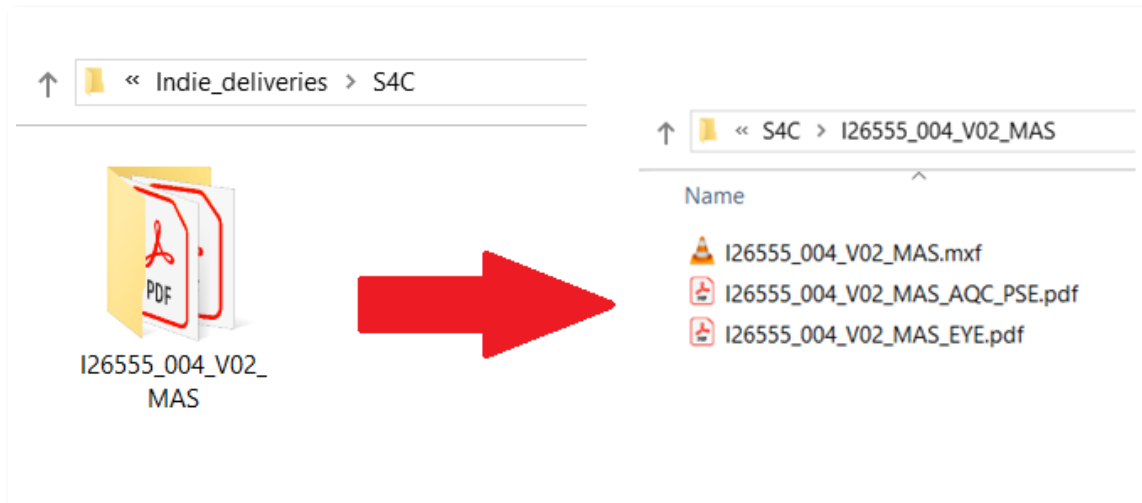 « Indie_deliveries > S4C
PDF
I26555_004_V02_
MAS
« S4C > I26555_004_V02_MAS
Name
I26555_004_V02_MAS.mxf
I26555_004_V02_MAS_AQC_PSE.pdf
I26555_004_V02_MAS_EYE.pdf